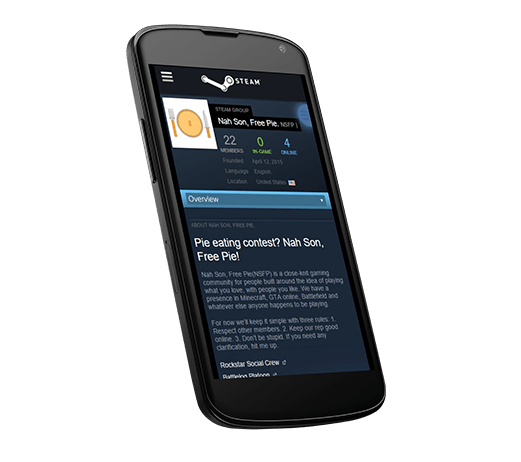 STEAM
STEAM GROUP
Nah Son, Free Pie. NSFP |
22 0 4
MEMBERS IN-GAME ONLINE
Founded April 12, 2015
Language English
Location United States
Overview
ABOUT NAH SON, FREE PIE.
Pie eating contest? Nah Son,
Free Pie!
Nah Son, Free Pie(NSFP) is a close-knit gaming
community for people built around the idea of playing
what you love, with people you like. We have a
presence in Minecraft, GTA online, Battlefield and
whatever else anyone happens to be playing.
For now we'll keep it simple with three rules: 1.
Respect other members. 2. Keep our rep good
online. 3. Don't be stupid. If you need any
clarification, hit me up.
Rockstar Social Crew
Battlelog Platoon